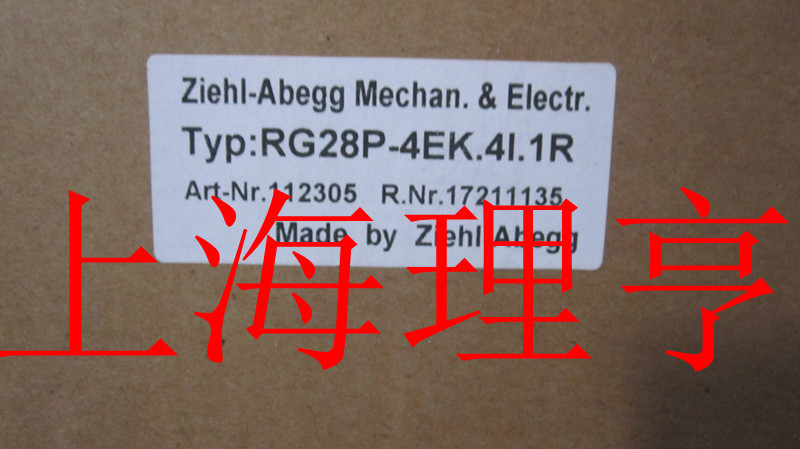 Ziehl-Abegg Mechan. & Electr.
Typ:RG28P-4EK.4I.1R
Art-Nr.112305 R.Nr.17211135
Made by Ziehl Abegg
上海理亨